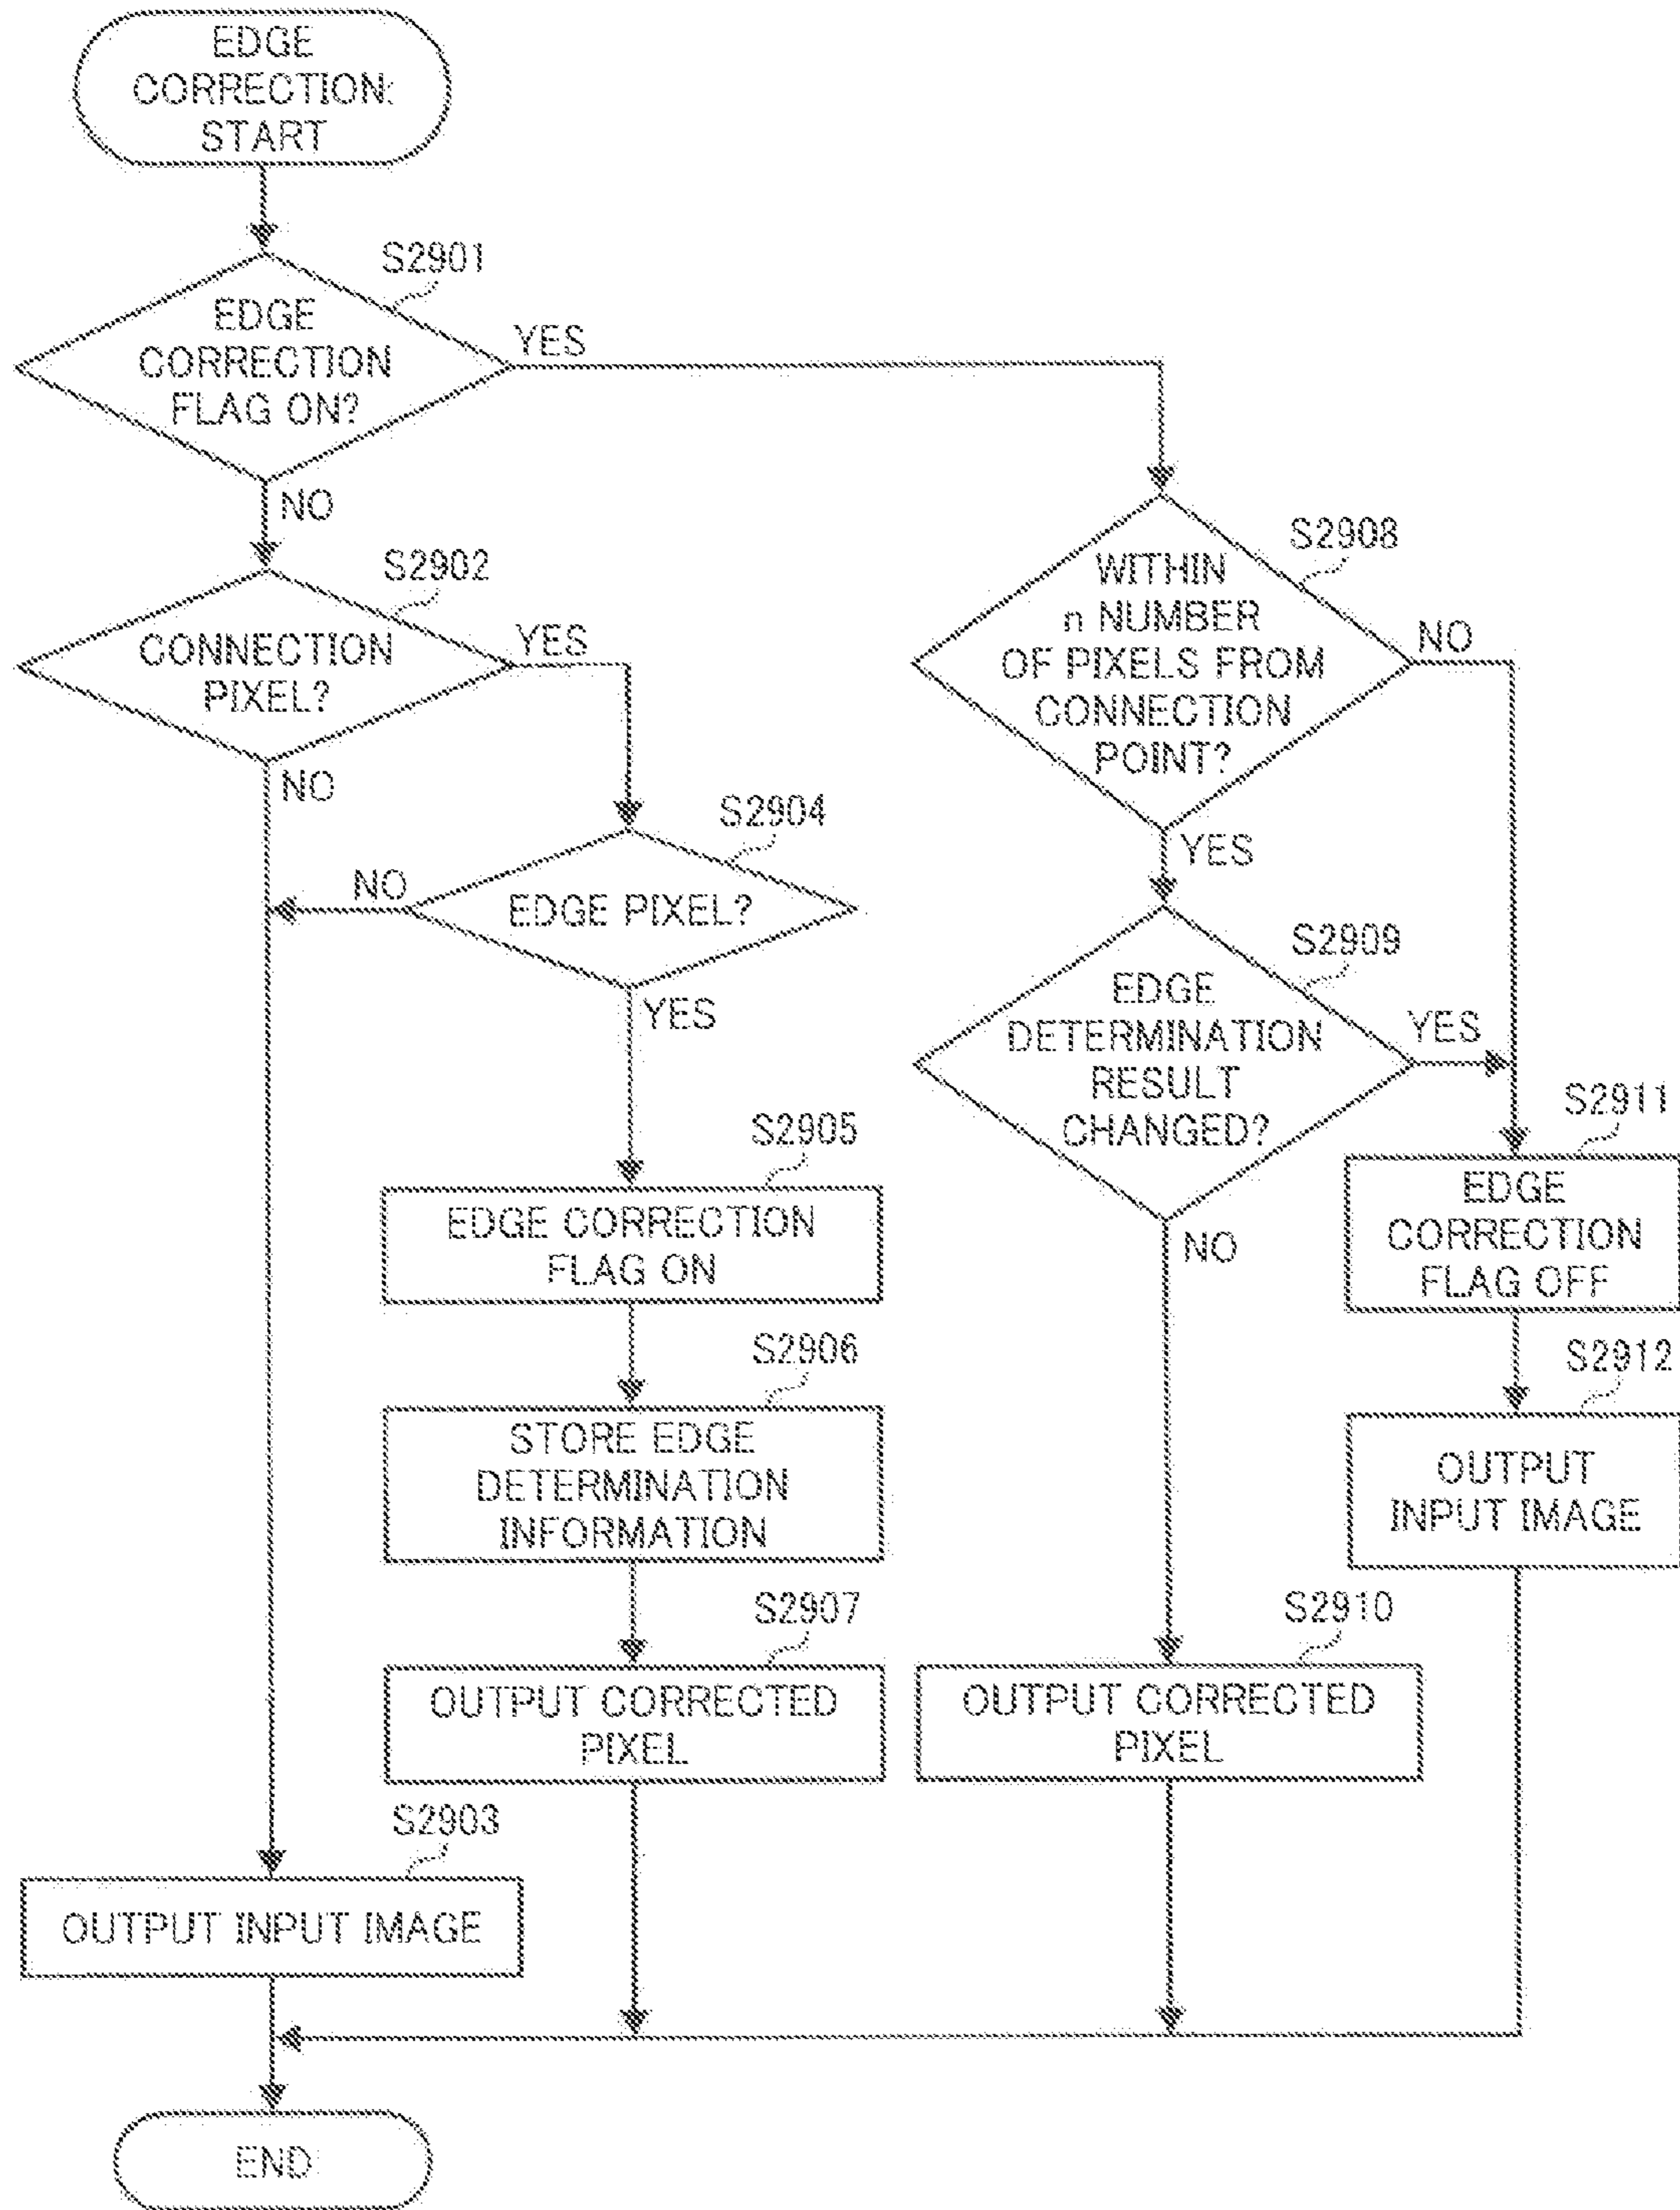 EDGE
CORRECTION:
START
S2901
EDGE
CORRECTION
FLAG ON?
YES
NO
S2902
CONNECTION
PIXEL?
YES
NO
S2904
EDGE PIXEL?
NO
YES
S2905
EDGE CORRECTION
FLAG ON
S2906
STORE EDGE
DETERMINATION
INFORMATION
S2907
OUTPUT CORRECTED
PIXEL
S2903
OUTPUT INPUT IMAGE
S2908
WITHIN
n NUMBER
OF PIXELS FROM
CONNECTION
POINT?
NO
YES
S2909
EDGE
DETERMINATION
RESULT
CHANGED?
YES
NO
S2910
OUTPUT CORRECTED
PIXEL
S2911
EDGE
CORRECTION
FLAG OFF
S2912
OUTPUT
INPUT IMAGE
END